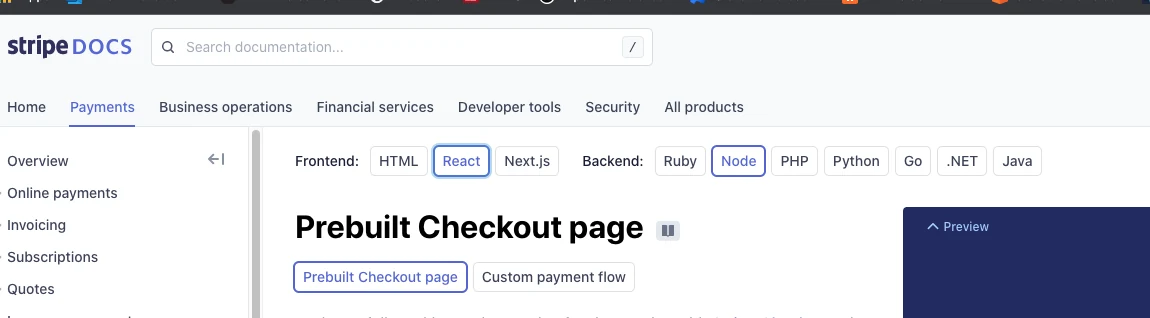 stripe DOCS
Search documentation...
/
Home Payments Business operations Financial services Developer tools Security All products
Overview
Online payments
Invoicing
Subscriptions
Quotes
Frontend: HTML React Next.js Backend: Ruby Node PHP Python Go .NET Java
Prebuilt Checkout page
Prebuilt Checkout page Custom payment flow
Preview